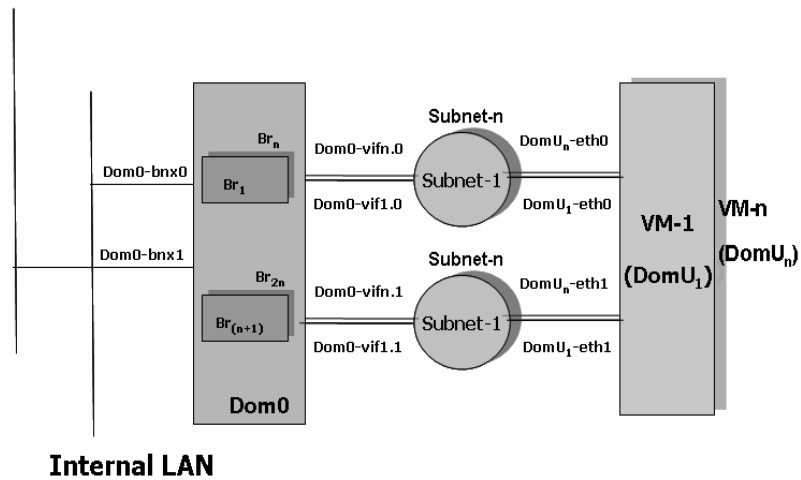 Subnet-n
Br_n
Dom0-vifn.0
DomU_n-eth0
Dom0-bnx0
Br_1
Subnet-1
Dom0-vif1.0
DomU_1-eth0
VM-1
(DomU_1)
VM-n
(DomU_n)
Dom0-bnx1
Subnet-n
Br_2n
Dom0-vifn.1
DomU_n-eth1
Br_(n+1)
Subnet-1
Dom0-vif1.1
DomU_1-eth1
Dom0
Internal LAN